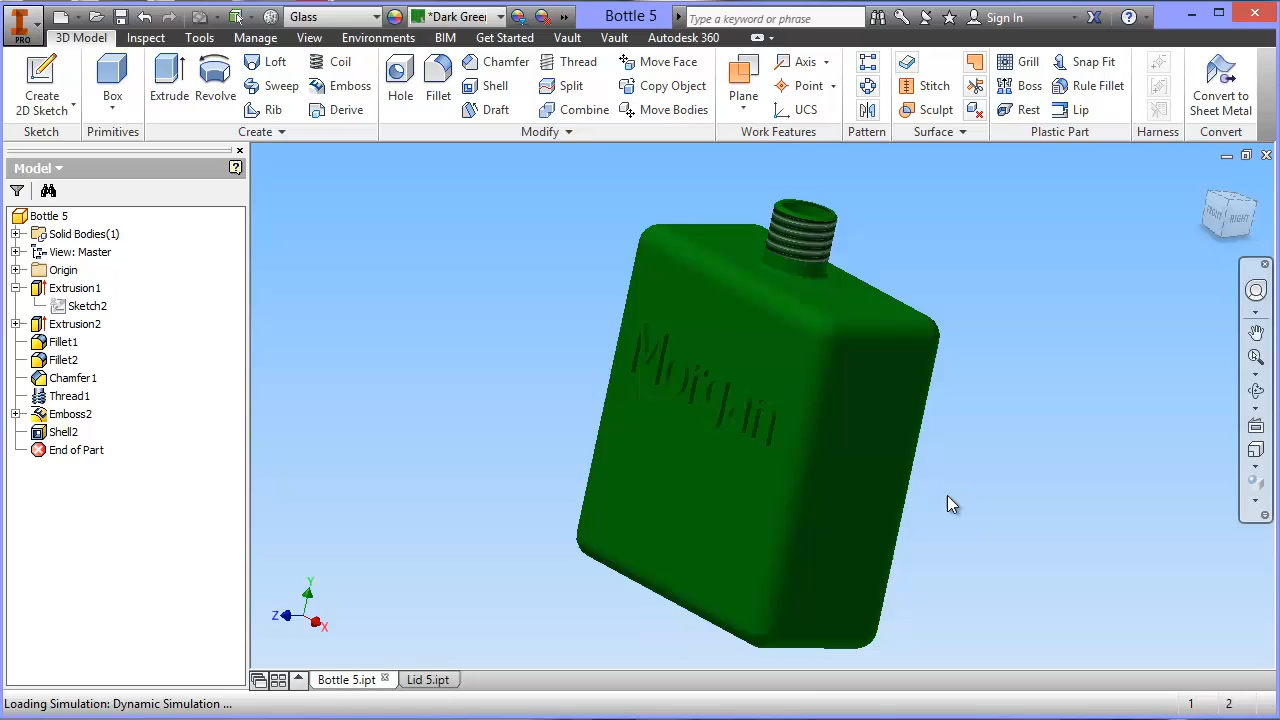 PRO
Glass
*Dark Gree
Bottle 5
Type a keyword or phrase
Sign In
3D Model
Inspect
Tools
Manage
View
Environments
BIM
Get Started
Vault
Vault
Autodesk 360
Create
2D Sketch
Sketch
Box
Primitives
Extrude
Revolve
Loft
Sweep
Rib
Coil
Emboss
Derive
Create
Hole
Fillet
Chamfer
Shell
Draft
Thread
Split
Combine
Move Face
Copy Object
Move Bodies
Modify
Plane
Axis
Point
UCS
Work Features
Pattern
Stitch
Sculpt
Surface
Grill
Boss
Rest
Snap Fit
Rule Fillet
Lip
Plastic Part
Harness
Convert to
Sheet Metal
Convert
Model
Bottle 5
Solid Bodies(1)
View: Master
Origin
Extrusion1
Sketch2
Extrusion2
Fillet1
Fillet2
Chamfer1
Thread1
Emboss2
Shell2
End of Part
Morgan
FRONT
RIGHT
Y
Z
X
Bottle 5.ipt
Lid 5.ipt
Loading Simulation: Dynamic Simulation ...
1
2